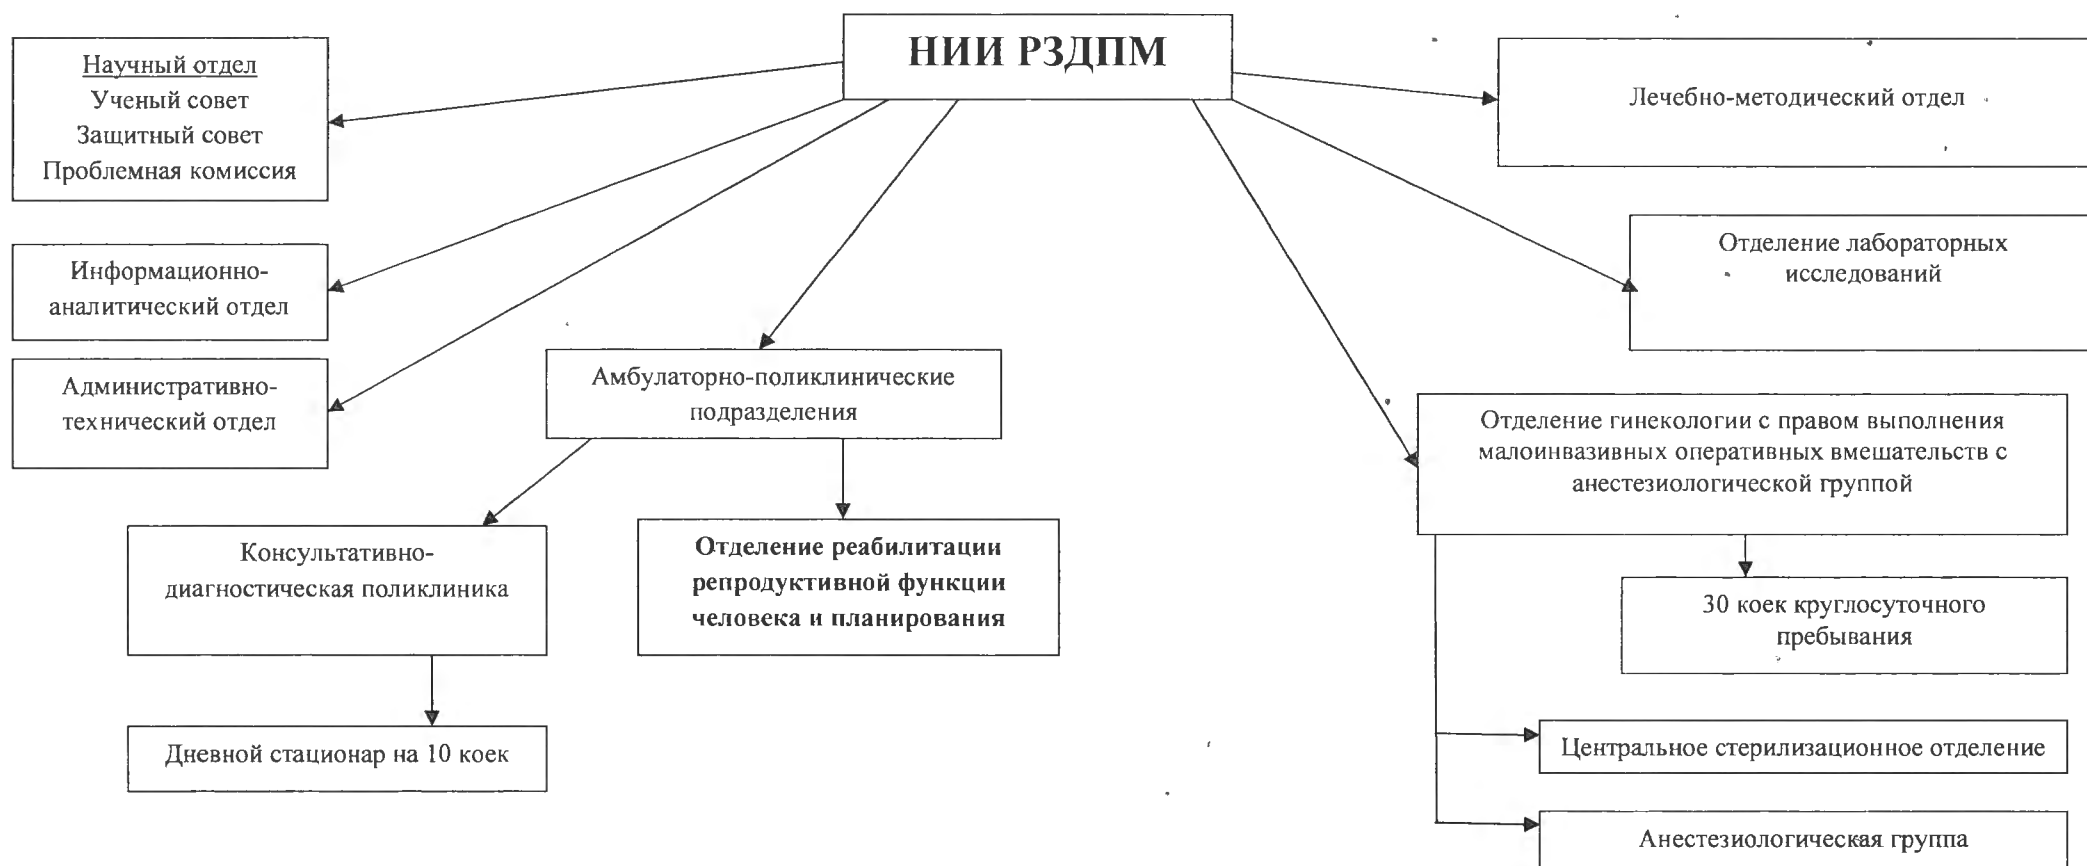 НИИ РЗДПМ
Научный отдел
Ученый совет
Защитный совет
Проблемная комиссия
Лечебно-методический отдел
Отделение лабораторных
исследований
Информационно-
аналитический отдел
Административно-
технический отдел
Амбулаторно-поликлинические
подразделения
Отделение гинекологии с правом выполнения
малоинвазивных оперативных вмешательств с
анестезиологической группой
Консультативно-
диагностическая поликлиника
Отделение реабилитации
репродуктивной функции
человека и планирования
30 коек круглосуточного
пребывания
Дневной стационар на 10 коек
Центральное стерилизационное отделение
Анестезиологическая группа